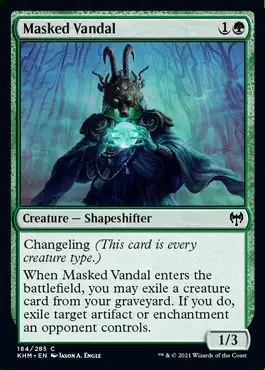 Masked Vandal 1
Creature — Shapeshifter
Changeling (This card is every
creature type.)
When Masked Vandal enters the
battlefield, you may exile a creature
card from your graveyard. If you do,
exile target artifact or enchantment
an opponent controls.
1/3
184/285 C
KHM • EN Jason A. Engle
™ & © 2021 Wizards of the Coast